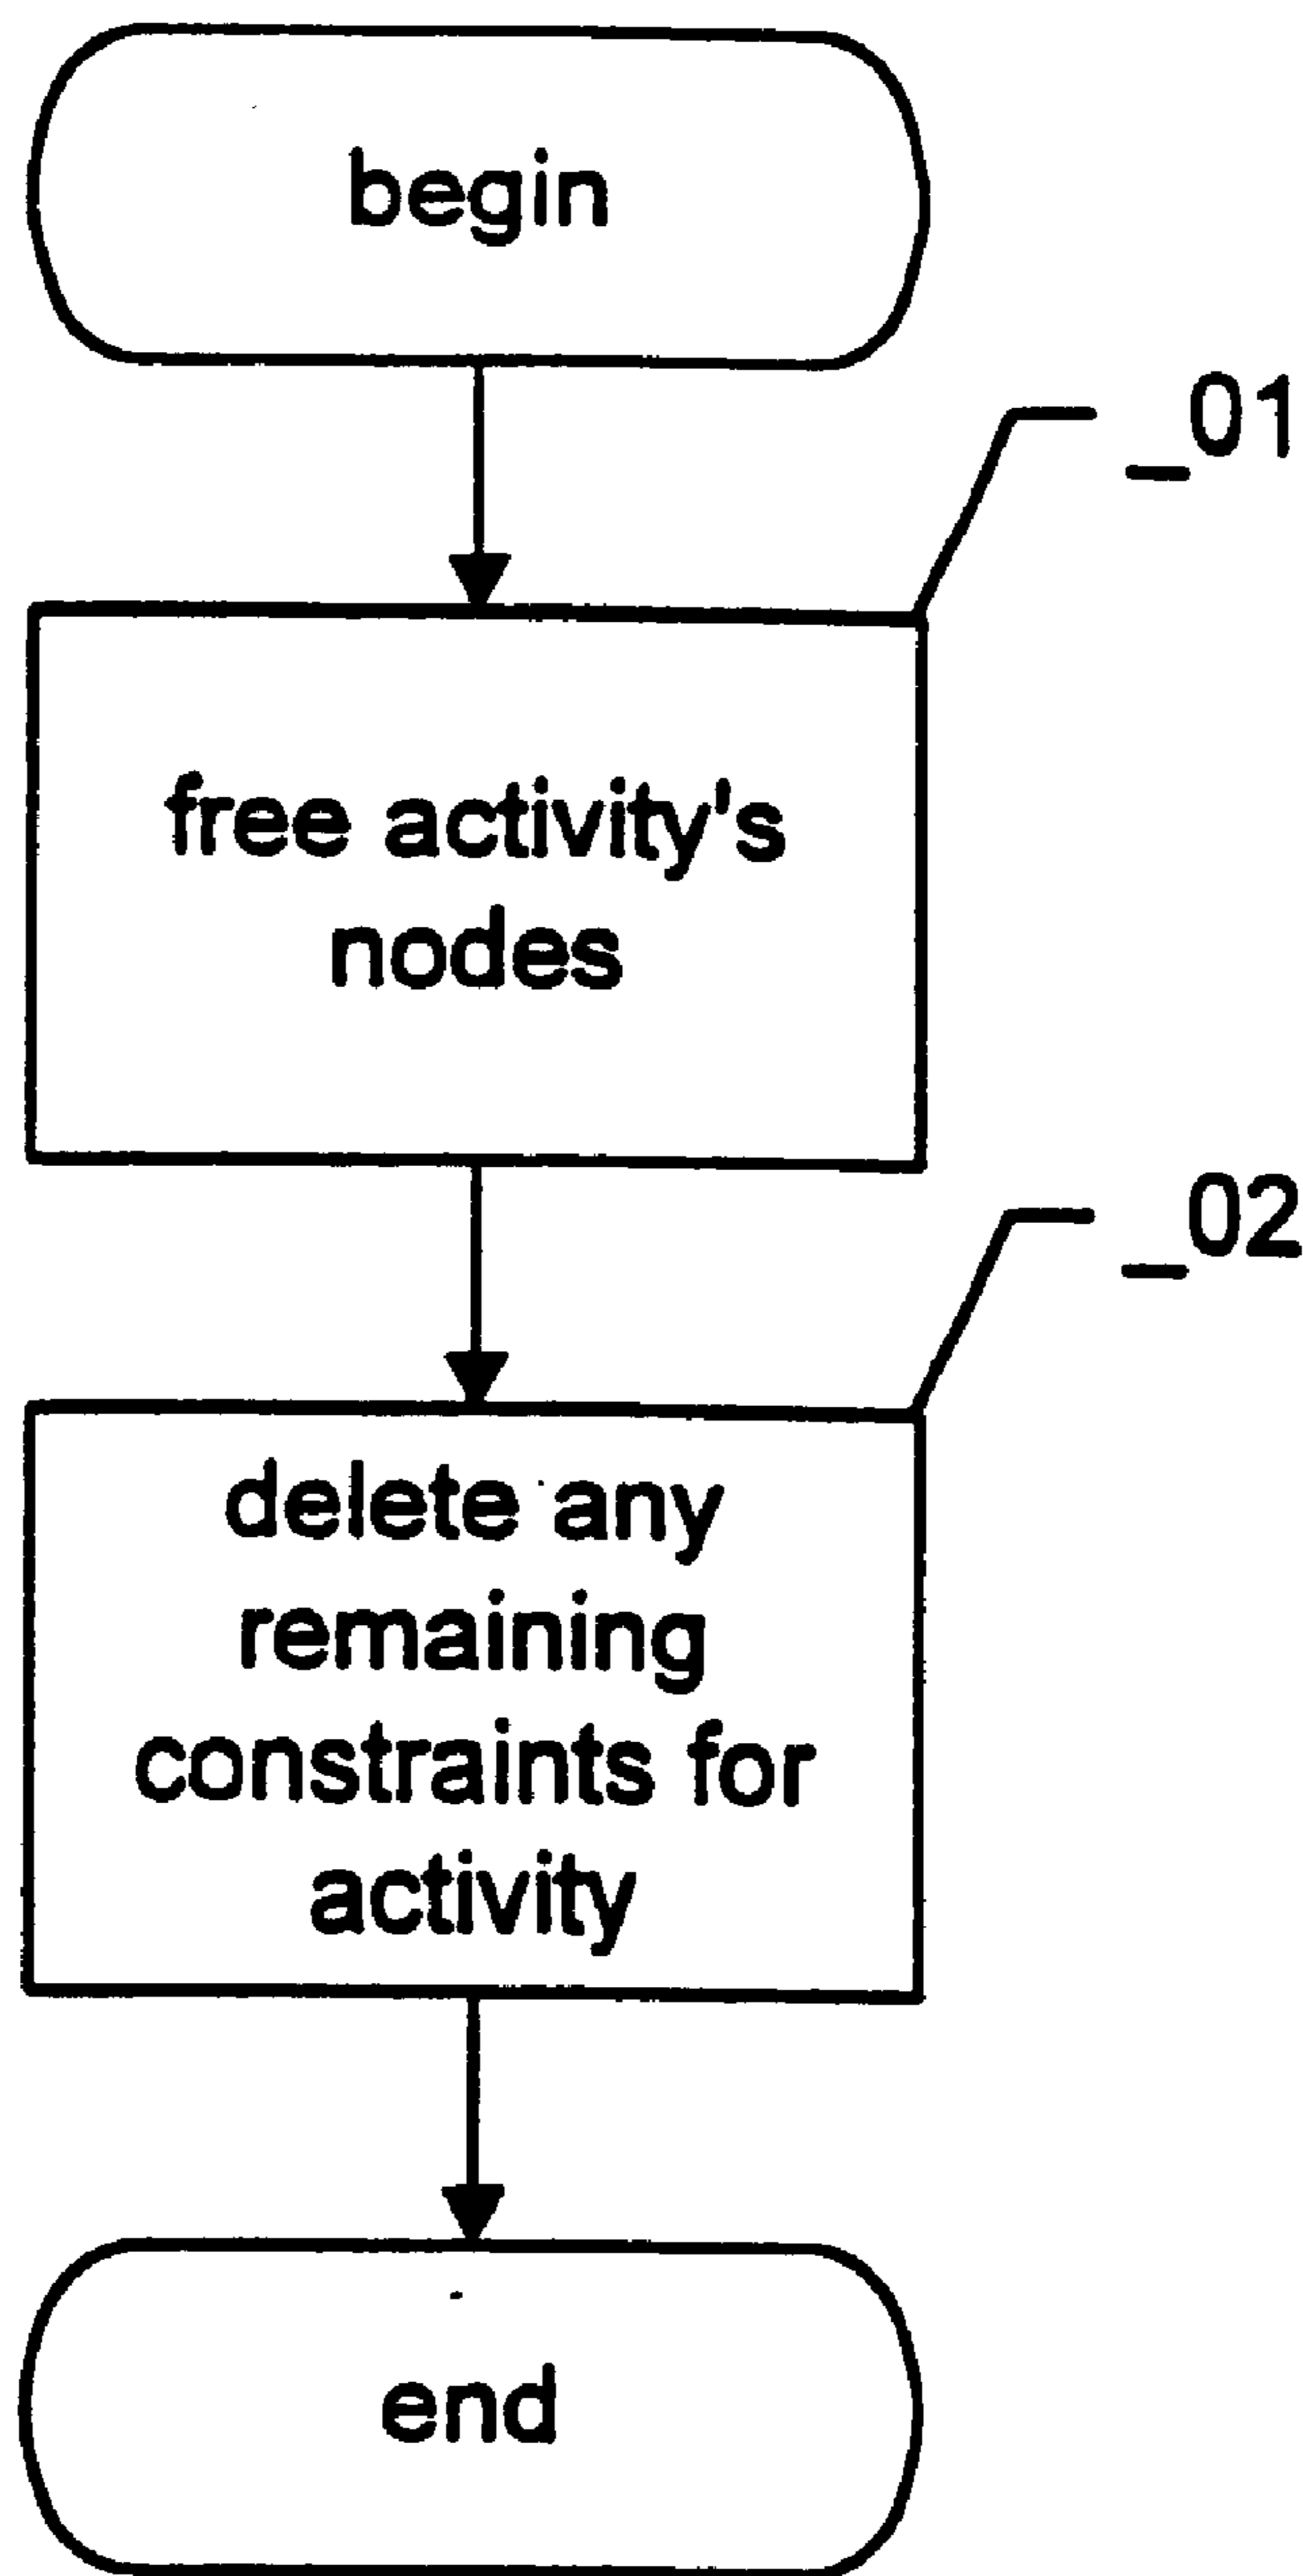 begin
_01
free activity's
nodes
_02
delete any
remaining
constraints for
activity
end